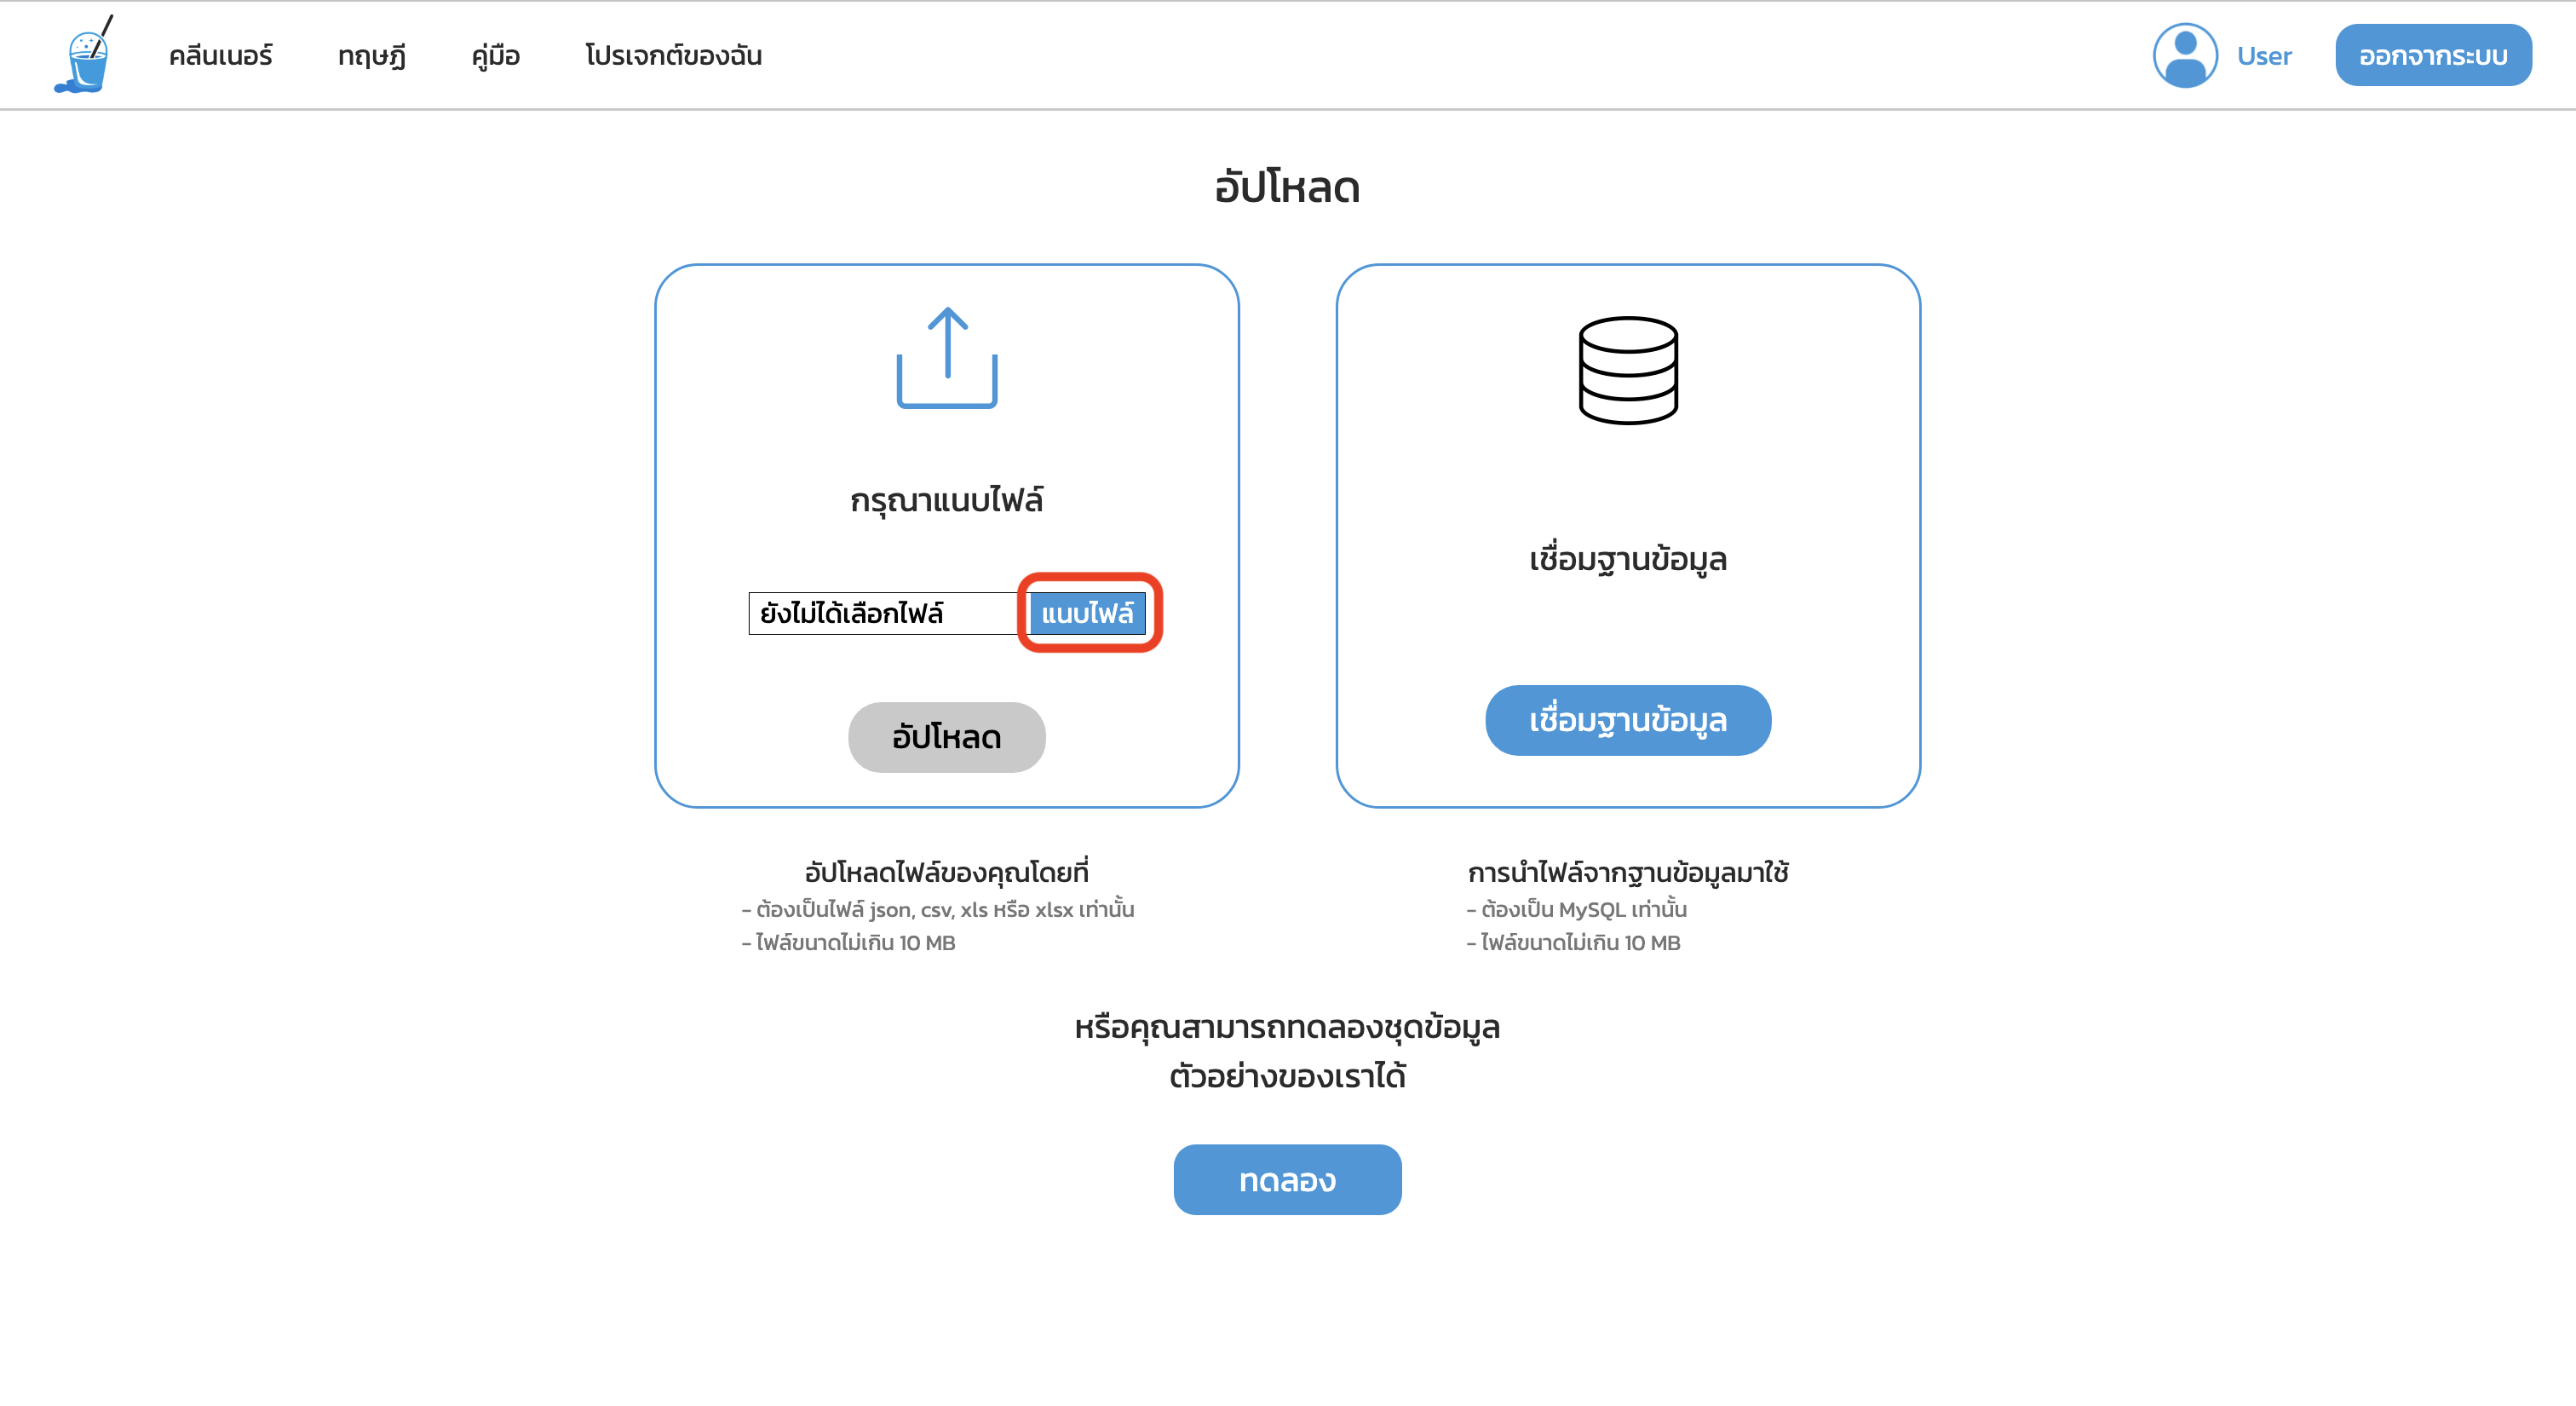 คลีนเนอร์
ทฤษฎี
คู่มือ
โปรเจกต์ของฉัน
User
ออกจากระบบ
อัปโหลด
กรุณาแนบไฟล์
ยังไม่ได้เลือกไฟล์
แนบไฟล์
อัปโหลด
เชื่อมฐานข้อมูล
เชื่อมฐานข้อมูล
อัปโหลดไฟล์ของคุณโดยที่
- ต้องเป็นไฟล์ json, csv, xls หรือ xlsx เท่านั้น
- ไฟล์ขนาดไม่เกิน 10 MB
การนำไฟล์จากฐานข้อมูลมาใช้
- ต้องเป็น MySQL เท่านั้น
- ไฟล์ขนาดไม่เกิน 10 MB
หรือคุณสามารถทดลองชุดข้อมูล
ตัวอย่างของเราได้
ทดลอง